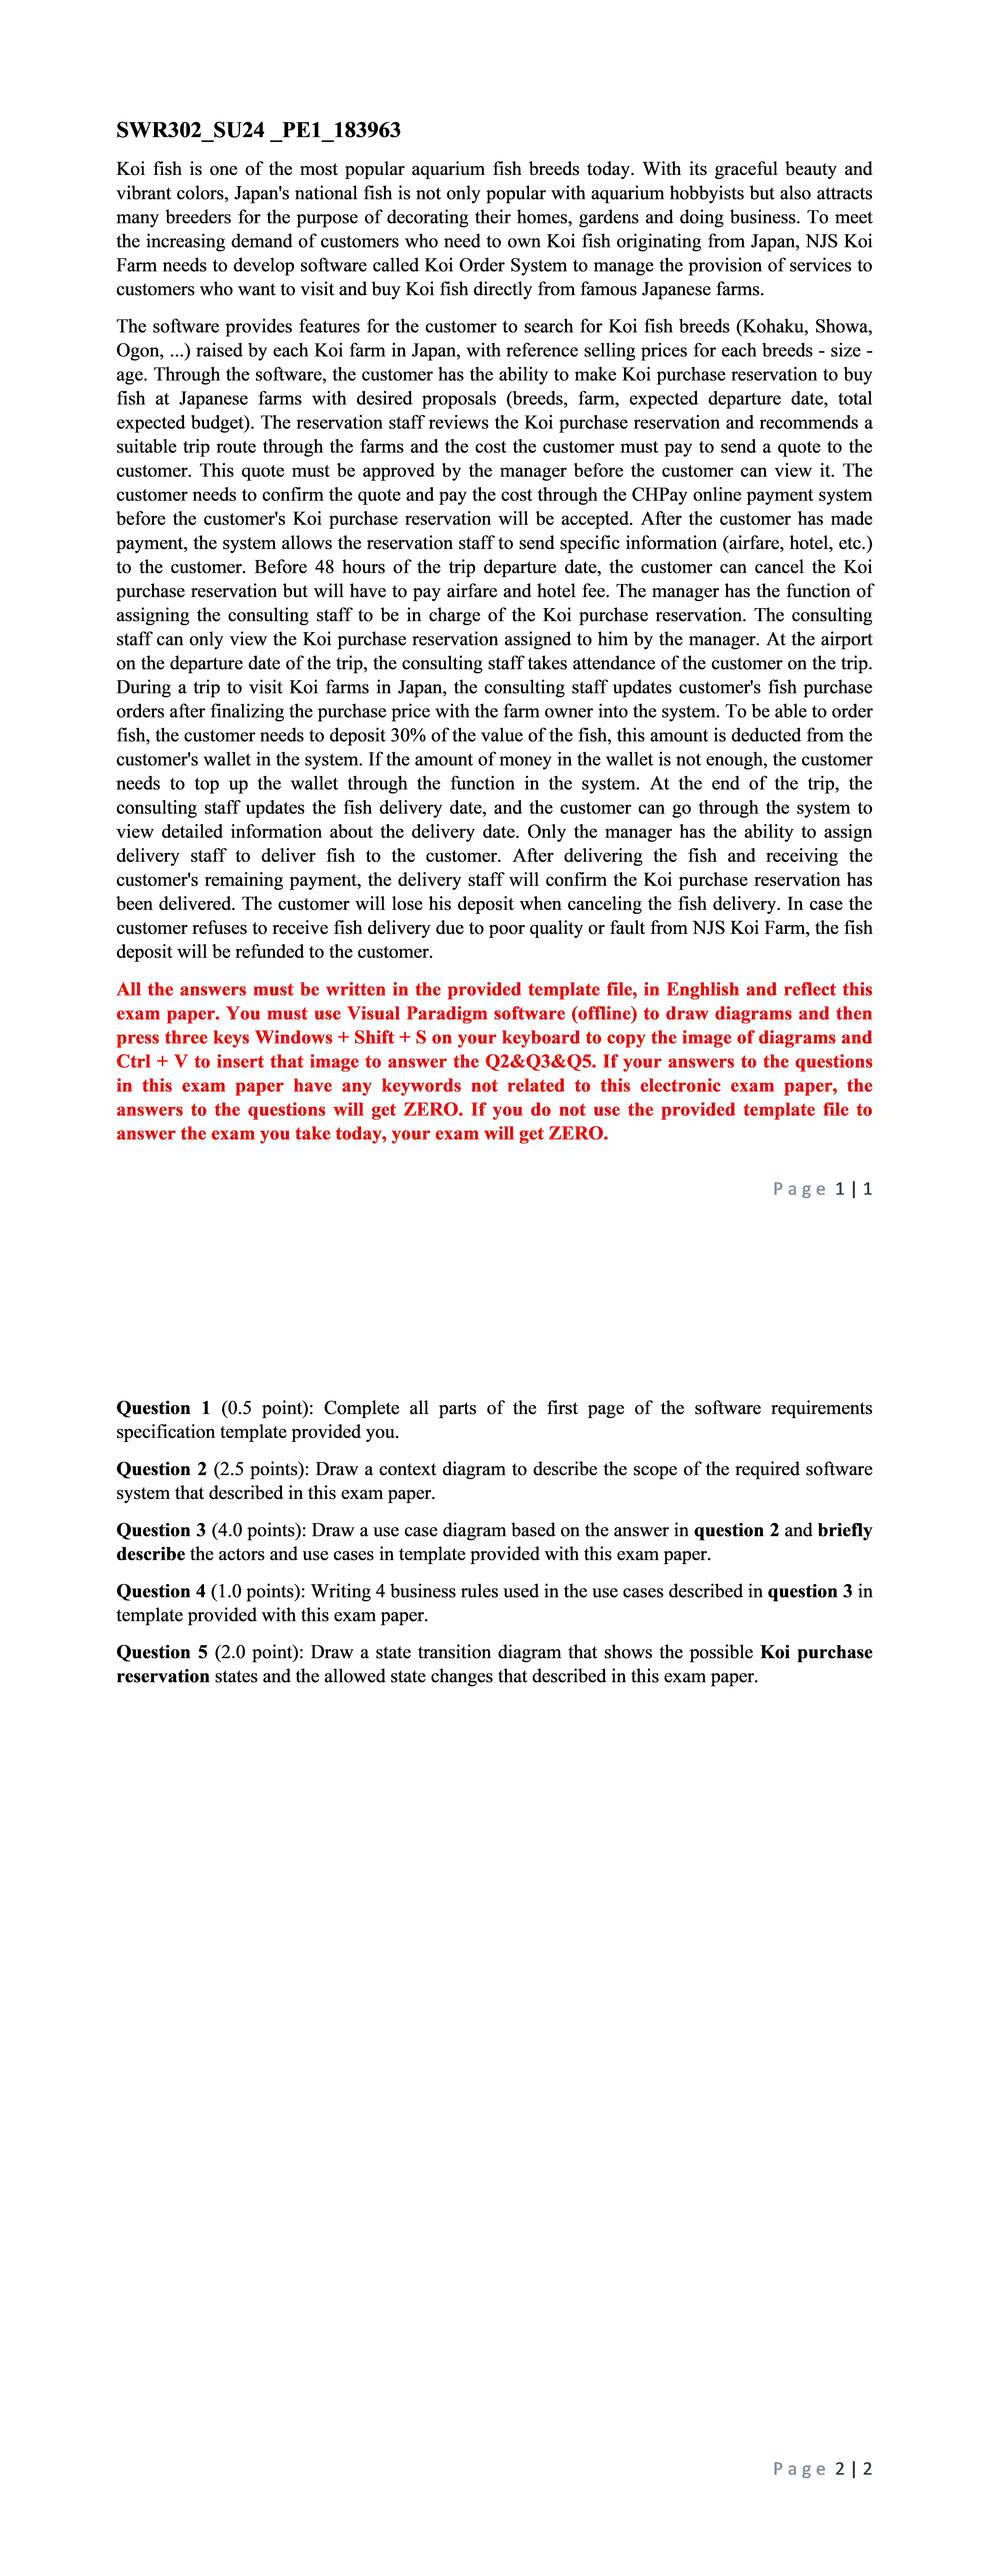 SWR302_SU24 _PE1_183963
Koi fish is one of the most popular aquarium fish breeds today. With its graceful beauty and
vibrant colors, Japan's national fish is not only popular with aquarium hobbyists but also attracts
many breeders for the purpose of decorating their homes, gardens and doing business. To meet
the increasing demand of customers who need to own Koi fish originating from Japan, NJS Koi
Farm needs to develop software called Koi Order System to manage the provision of services to
customers who want to visit and buy Koi fish directly from famous Japanese farms.
The software provides features for the customer to search for Koi fish breeds (Kohaku, Showa,
Ogon, ...) raised by each Koi farm in Japan, with reference selling prices for each breeds - size -
age. Through the software, the customer has the ability to make Koi purchase reservation to buy
fish at Japanese farms with desired proposals (breeds, farm, expected departure date, total
expected budget). The reservation staff reviews the Koi purchase reservation and recommends a
suitable trip route through the farms and the cost the customer must pay to send a quote to the
customer. This quote must be approved by the manager before the customer can view it. The
customer needs to confirm the quote and pay the cost through the CHPay online payment system
before the customer's Koi purchase reservation will be accepted. After the customer has made
payment, the system allows the reservation staff to send specific information (airfare, hotel, etc.)
to the customer. Before 48 hours of the trip departure date, the customer can cancel the Koi
purchase reservation but will have to pay airfare and hotel fee. The manager has the function of
assigning the consulting staff to be in charge of the Koi purchase reservation. The consulting
staff can only view the Koi purchase reservation assigned to him by the manager. At the airport
on the departure date of the trip, the consulting staff takes attendance of the customer on the trip.
During a trip to visit Koi farms in Japan, the consulting staff updates customer's fish purchase
orders after finalizing the purchase price with the farm owner into the system. To be able to order
fish, the customer needs to deposit 30% of the value of the fish, this amount is deducted from the
customer's wallet in the system. If the amount of money in the wallet is not enough, the customer
needs to top up the wallet through the function in the system. At the end of the trip, the
consulting staff updates the fish delivery date, and the customer can go through the system to
view detailed information about the delivery date. Only the manager has the ability to assign
delivery staff to deliver fish to the customer. After delivering the fish and receiving the
customer's remaining payment, the delivery staff will confirm the Koi purchase reservation has
been delivered. The customer will lose his deposit when canceling the fish delivery. In case the
customer refuses to receive fish delivery due to poor quality or fault from NJS Koi Farm, the fish
deposit will be refunded to the customer.
All the answers must be written in the provided template file, in Enghlish and reflect this
exam paper. You must use Visual Paradigm software (offline) to draw diagrams and then
press three keys Windows + Shift + S on your keyboard to copy the image of diagrams and
Ctrl + V to insert that image to answer the Q2&Q3&Q5. If your answers to the questions
in this exam paper have any keywords not related to this electronic exam paper, the
answers to the questions will get ZERO. If you do not use the provided template file to
answer the exam you take today, your exam will get ZERO.
Page 1 | 1
Question 1 (0.5 point): Complete all parts of the first page of the software requirements
specification template provided you.
Question 2 (2.5 points): Draw a context diagram to describe the scope of the required software
system that described in this exam paper.
Question 3 (4.0 points): Draw a use case diagram based on the answer in question 2 and briefly
describe the actors and use cases in template provided with this exam paper.
Question 4 (1.0 points): Writing 4 business rules used in the use cases described in question 3 in
template provided with this exam paper.
Question 5 (2.0 point): Draw a state transition diagram that shows the possible Koi purchase
reservation states and the allowed state changes that described in this exam paper.
Page 2 | 2